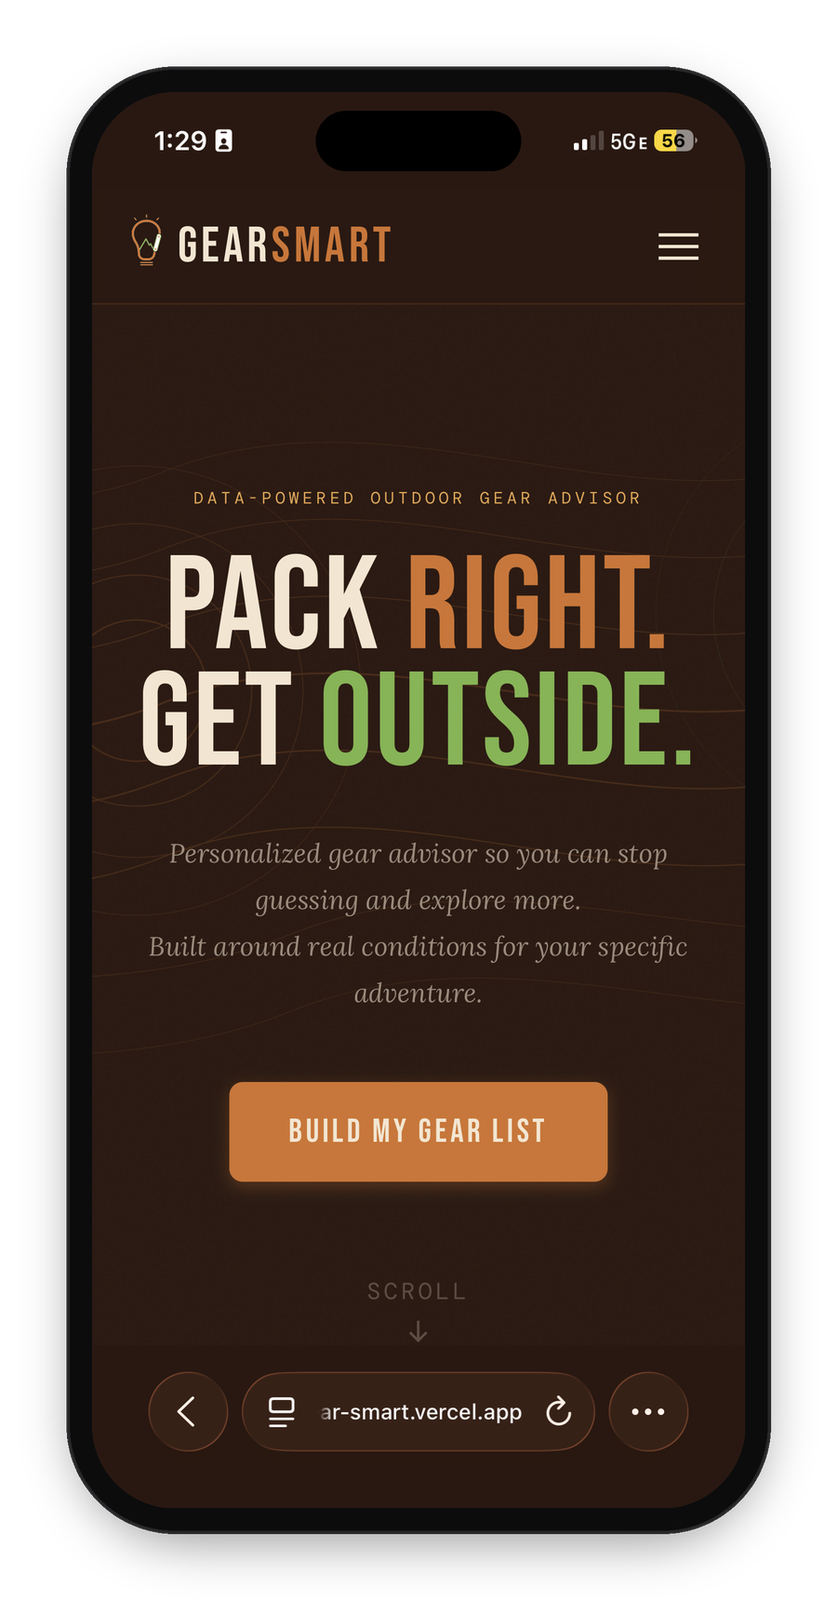 1:29
5GE 56
GEARSMART
DATA-POWERED OUTDOOR GEAR ADVISOR
PACK RIGHT.
GET OUTSIDE.
Personalized gear advisor so you can stop
guessing and explore more.
Built around real conditions for your specific
adventure.
BUILD MY GEAR LIST
SCROLL
ar-smart.vercel.app